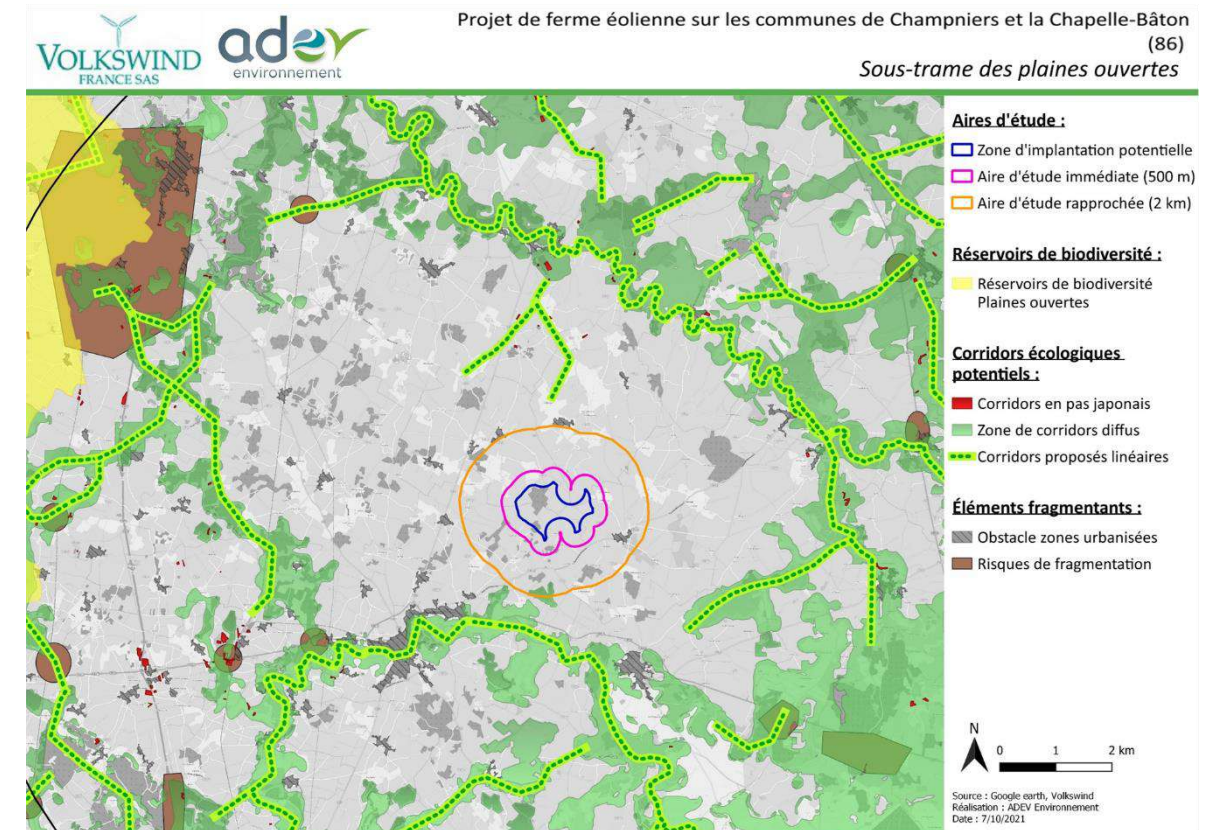 VOLKSWIND
FRANCE SAS
adev
environnement
Projet de ferme éolienne sur les communes de Champniers et la Chapelle-Bâton
(86)
Sous-trame des plaines ouvertes
Aires d'étude :
Zone d'implantation potentielle
Aire d'étude immédiate (500 m)
Aire d'étude rapprochée (2 km)
Réservoirs de biodiversité :
Réservoirs de biodiversité
Plaines ouvertes
Corridors écologiques
potentiels :
Corridors en pas japonais
Zone de corridors diffus
Corridors proposés linéaires
Éléments fragmentants :
Obstacle zones urbanisées
Risques de fragmentation
N
0 1 2 km
Source : Google earth, Volkswind
Réalisation : ADEV Environnement
Date : 7/10/2021